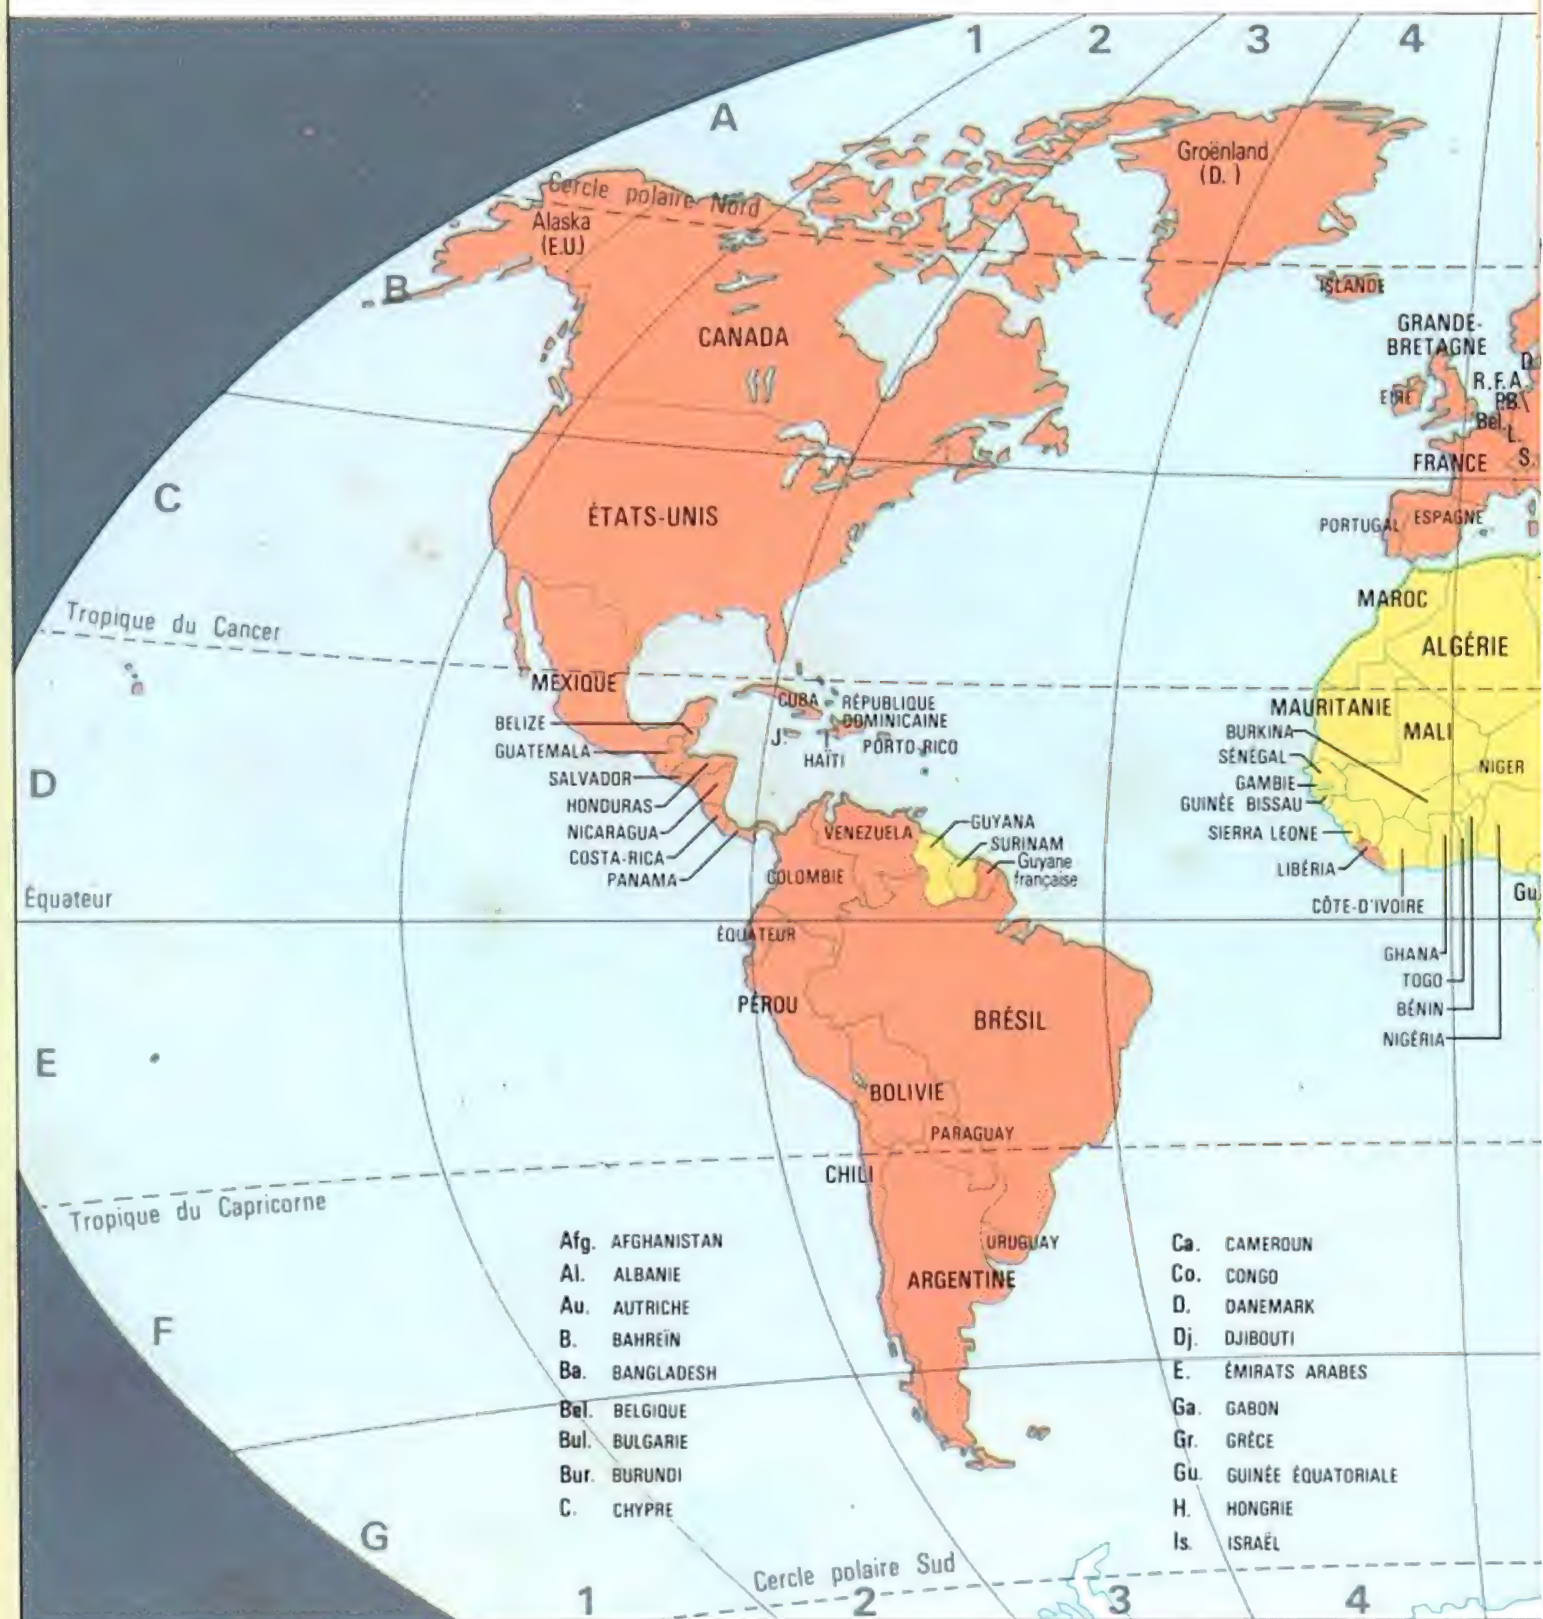 1
2
3
4
A
Groënland
(D.)
Cercle polaire Nord
Alaska
(E.U.)
B
ISLANDE
GRANDE-
BRETAGNE
CANADA
D.
R.F.A
EIRE
P.B.
Bel.
L.
FRANCE
S.
C
ÉTATS-UNIS
PORTUGAL
ESPAGNE
MAROC
Tropique du Cancer
ALGÉRIE
MEXIQUE
CUBA
RÉPUBLIQUE
DOMINICAINE
MAURITANIE
BELIZE
MALI
BURKINA
J.
PORTO-RICO
GUATEMALA
HAÏTI
SÉNÉGAL
NIGER
D
SALVADOR
GAMBIE
HONDURAS
GUINÉE BISSAU
NICARAGUA
VENEZUELA
GUYANA
SIERRA LEONE
SURINAM
COSTA-RICA
Guyane
française
LIBÉRIA
PANAMA
COLOMBIE
Équateur
CÔTE-D'IVOIRE
Gu.
ÉQUATEUR
GHANA
TOGO
PÉROU
BÉNIN
BRÉSIL
NIGÉRIA
E
BOLIVIE
PARAGUAY
CHILI
Tropique du Capricorne
URUGUAY
ARGENTINE
Afg. AFGHANISTAN
Al. ALBANIE
Au. AUTRICHE
B. BAHREÏN
Ba. BANGLADESH
Bel. BELGIQUE
Bul. BULGARIE
Bur. BURUNDI
C. CHYPRE
Ca. CAMEROUN
Co. CONGO
D. DANEMARK
Dj. DJIBOUTI
E. ÉMIRATS ARABES
Ga. GABON
Gr. GRÈCE
Gu. GUINÉE ÉQUATORIALE
H. HONGRIE
Is. ISRAËL
F
G
Cercle polaire Sud
1
2
3
4